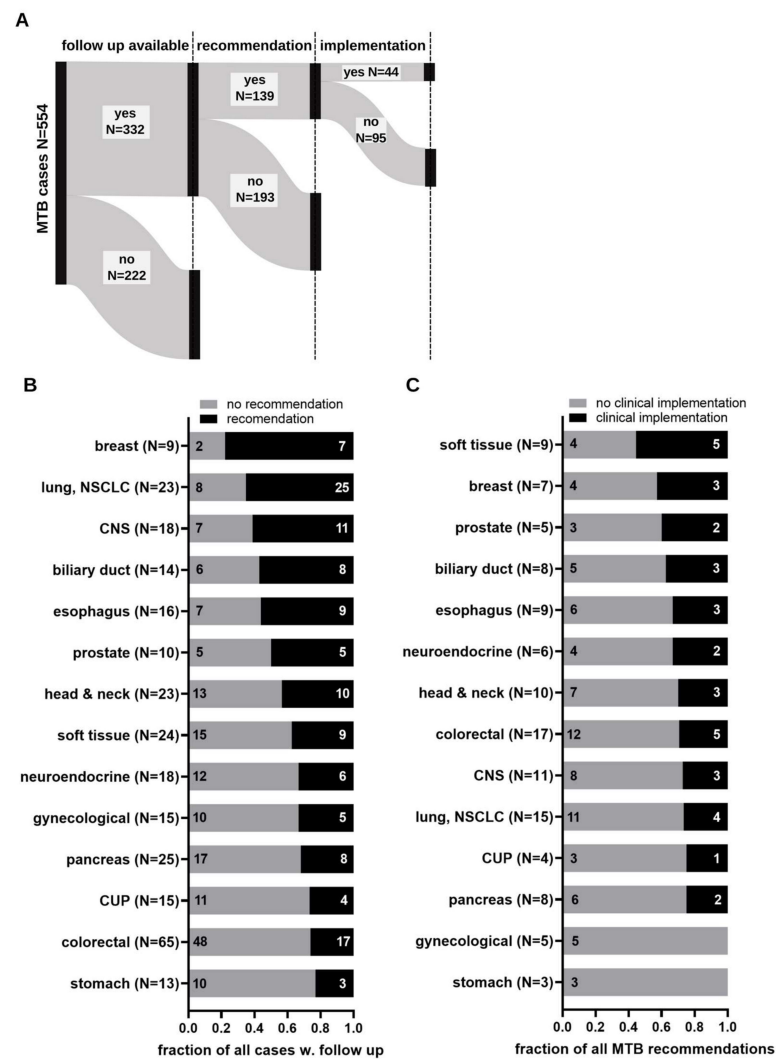 A
follow up available recommendation implementation
MTB cases N=554
yes
N=332
no
N=222
yes
N=139
no
N=193
yes N=44
no
N=95
B
no recommendation
recomendation
breast (N=9) 2 7
lung, NSCLC (N=23) 8 25
CNS (N=18) 7 11
biliary duct (N=14) 6 8
esophagus (N=16) 7 9
prostate (N=10) 5 5
head & neck (N=23) 13 10
soft tissue (N=24) 15 9
neuroendocrine (N=18) 12 6
gynecological (N=15) 10 5
pancreas (N=25) 17 8
CUP (N=15) 11 4
colorectal (N=65) 48 17
stomach (N=13) 10 3
0.0 0.2 0.4 0.6 0.8 1.0
fraction of all cases w. follow up
C
no clinical implementation
clinical implementation
soft tissue (N=9) 4 5
breast (N=7) 4 3
prostate (N=5) 3 2
biliary duct (N=8) 5 3
esophagus (N=9) 6 3
neuroendocrine (N=6) 4 2
head & neck (N=10) 7 3
colorectal (N=17) 12 5
CNS (N=11) 8 3
lung, NSCLC (N=15) 11 4
CUP (N=4) 3 1
pancreas (N=8) 6 2
gynecological (N=5) 5
stomach (N=3) 3
0.0 0.2 0.4 0.6 0.8 1.0
fraction of all MTB recommendations